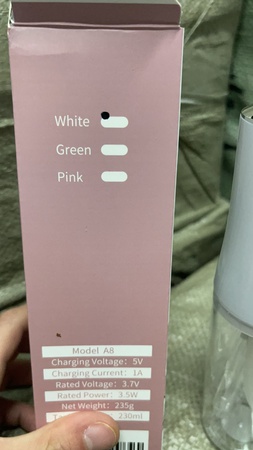 White
Green
Pink
Model A8
Charging Voltage: 5V
Charging Current: 1A
Rated Voltage: 3.7V
Rated Power: 3.5W
Net Weight: 235g
230ml